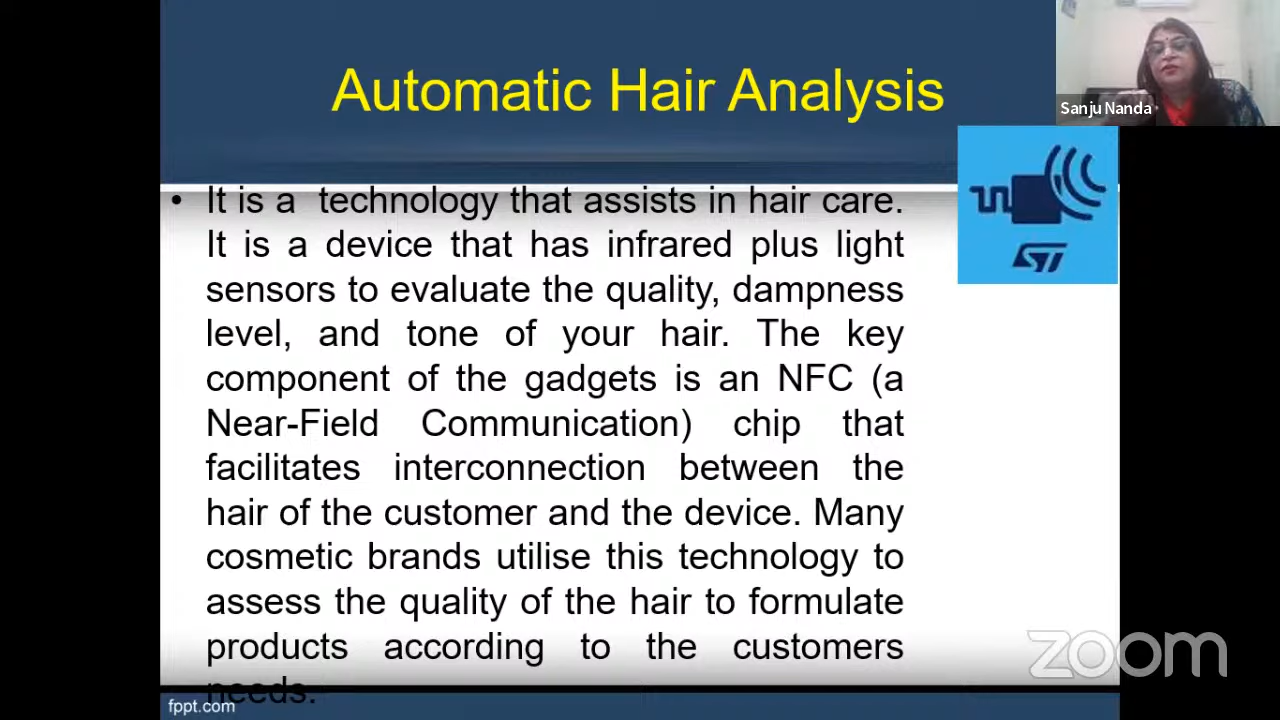 Automatic Hair Analysis
Sanju Nanda
• It is a technology that assists in hair care.
It is a device that has infrared plus light
sensors to evaluate the quality, dampness
level, and tone of your hair. The key
component of the gadgets is an NFC (a
Near-Field Communication) chip that
facilitates interconnection between the
hair of the customer and the device. Many
cosmetic brands utilise this technology to
assess the quality of the hair to formulate
products according to the customers
needs.
ST
zoom
fppt.com